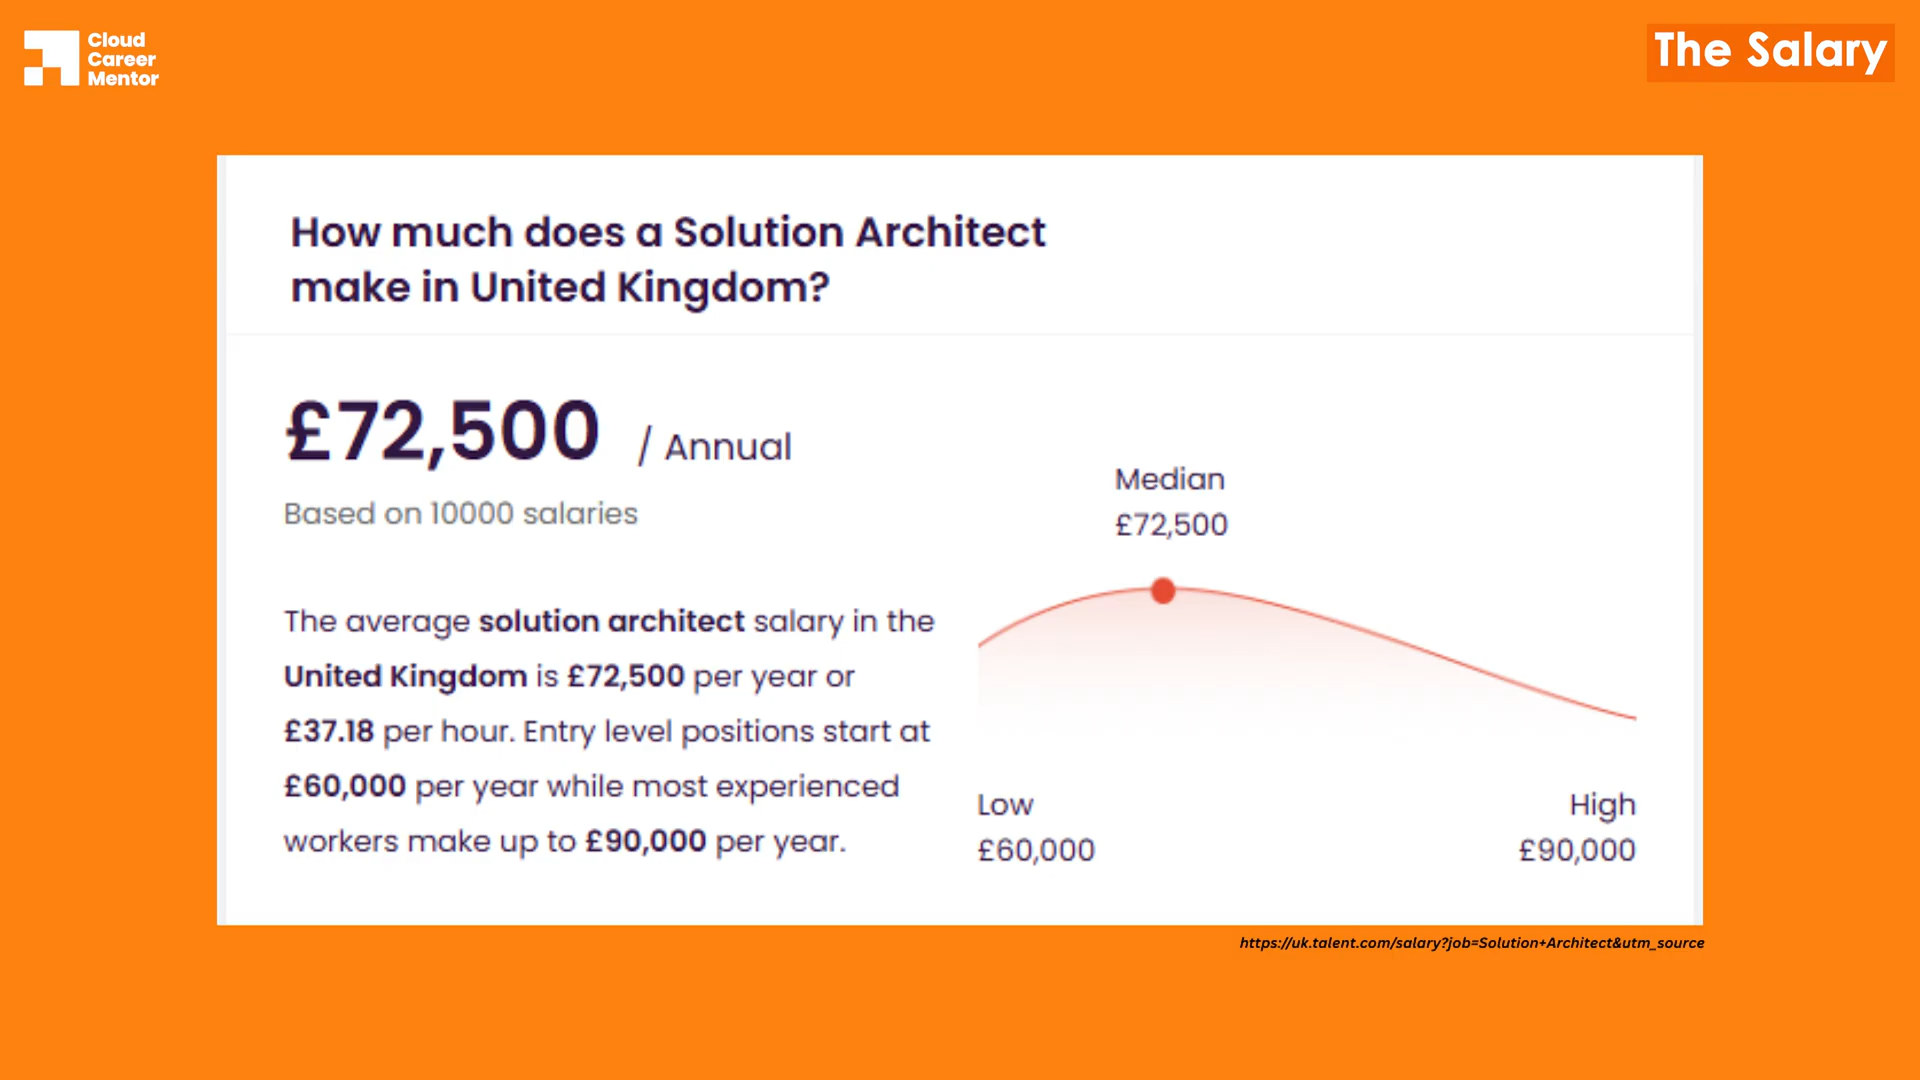 Cloud
Career
Mentor
The Salary
How much does a Solution Architect
make in United Kingdom?
£72,500 / Annual
Based on 10000 salaries
The average solution architect salary in the
United Kingdom is £72,500 per year or
£37.18 per hour. Entry level positions start at
£60,000 per year while most experienced
workers make up to £90,000 per year.
Median
£72,500
Low
£60,000
High
£90,000
https://uk.talent.com/salary?job=Solution+Architect&utm_source